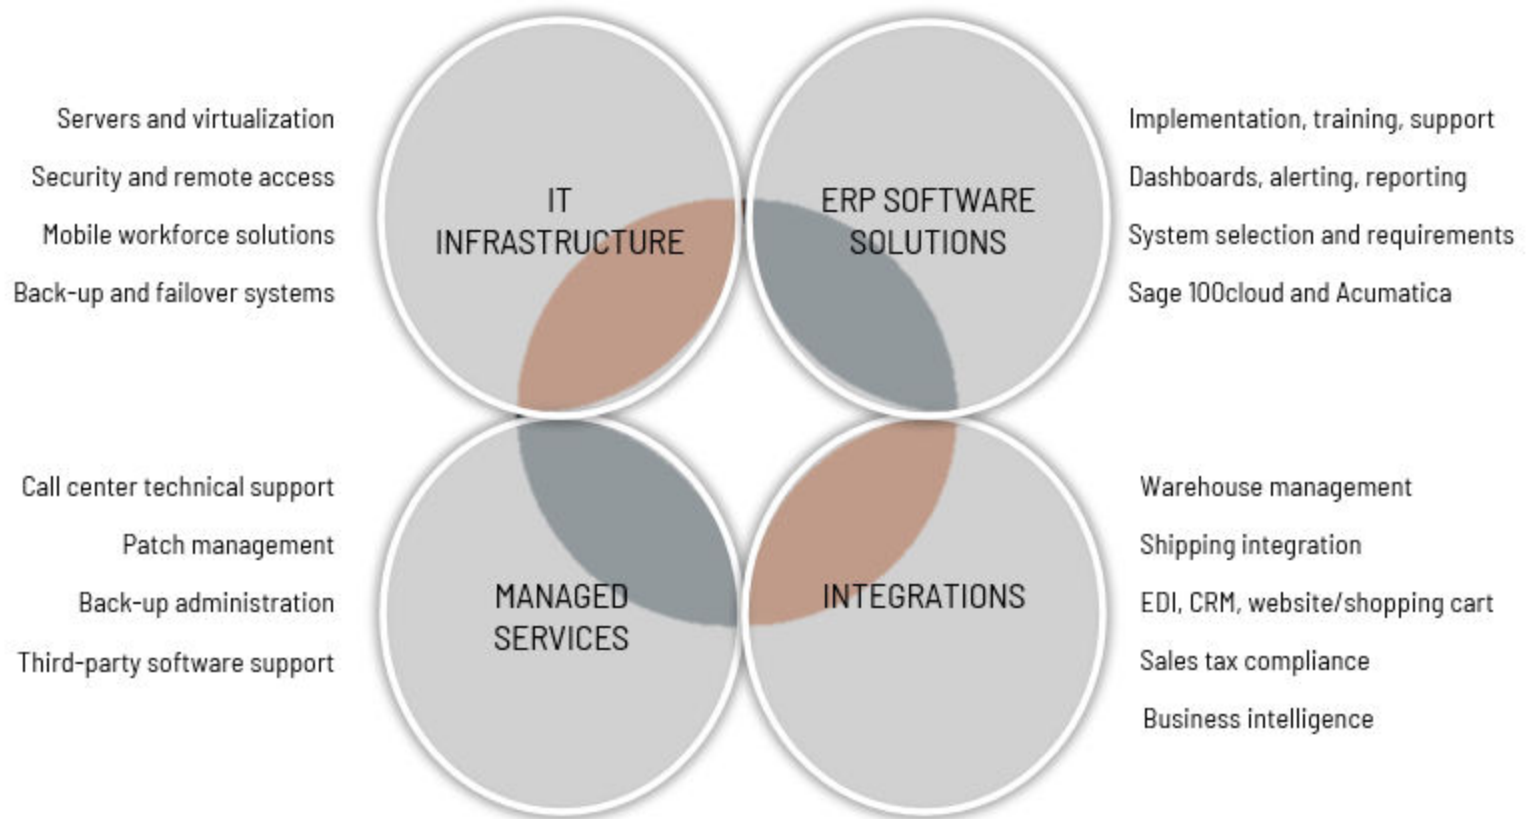 Servers and virtualization
Security and remote access
Mobile workforce solutions
Back-up and failover systems
IT
INFRASTRUCTURE
ERP SOFTWARE
SOLUTIONS
Implementation, training, support
Dashboards, alerting, reporting
System selection and requirements
Sage 100cloud and Acumatica
Call center technical support
Patch management
Back-up administration
Third-party software support
MANAGED
SERVICES
INTEGRATIONS
Warehouse management
Shipping integration
EDI, CRM, website/shopping cart
Sales tax compliance
Business intelligence